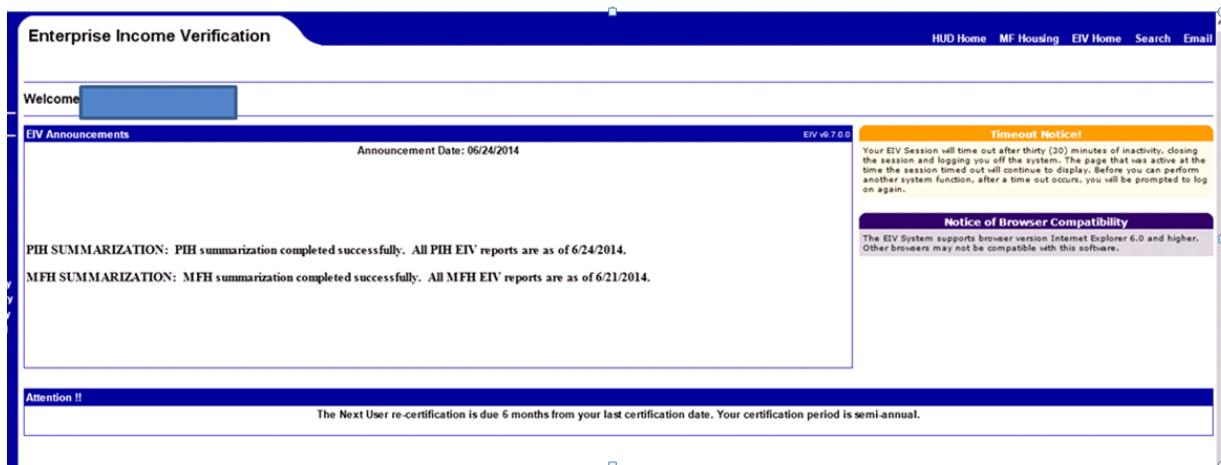 Enterprise Income Verification
HUD Home MF Housing EIV Home Search Email
Welcome
EIV Announcements EIV v9.7.0.0
Announcement Date: 06/24/2014
PIH SUMMARIZATION: PIH summarization completed successfully. All PIH EIV reports are as of 6/24/2014.
MFH SUMMARIZATION: MFH summarization completed successfully. All MFH EIV reports are as of 6/21/2014.
Timeout Notice!
Your EIV Session will time out after thirty (30) minutes of inactivity, closing
the session and logging you off the system. The page that was active at the
time the session timed out will continue to display. Before you can perform
another system function, after a time out occurs, you will be prompted to log
on again.
Notice of Browser Compatibility
The EIV System supports browser version Internet Explorer 6.0 and higher.
Other browsers may not be compatible with this software.
Attention !!
The Next User re-certification is due 6 months from your last certification date. Your certification period is semi-annual.